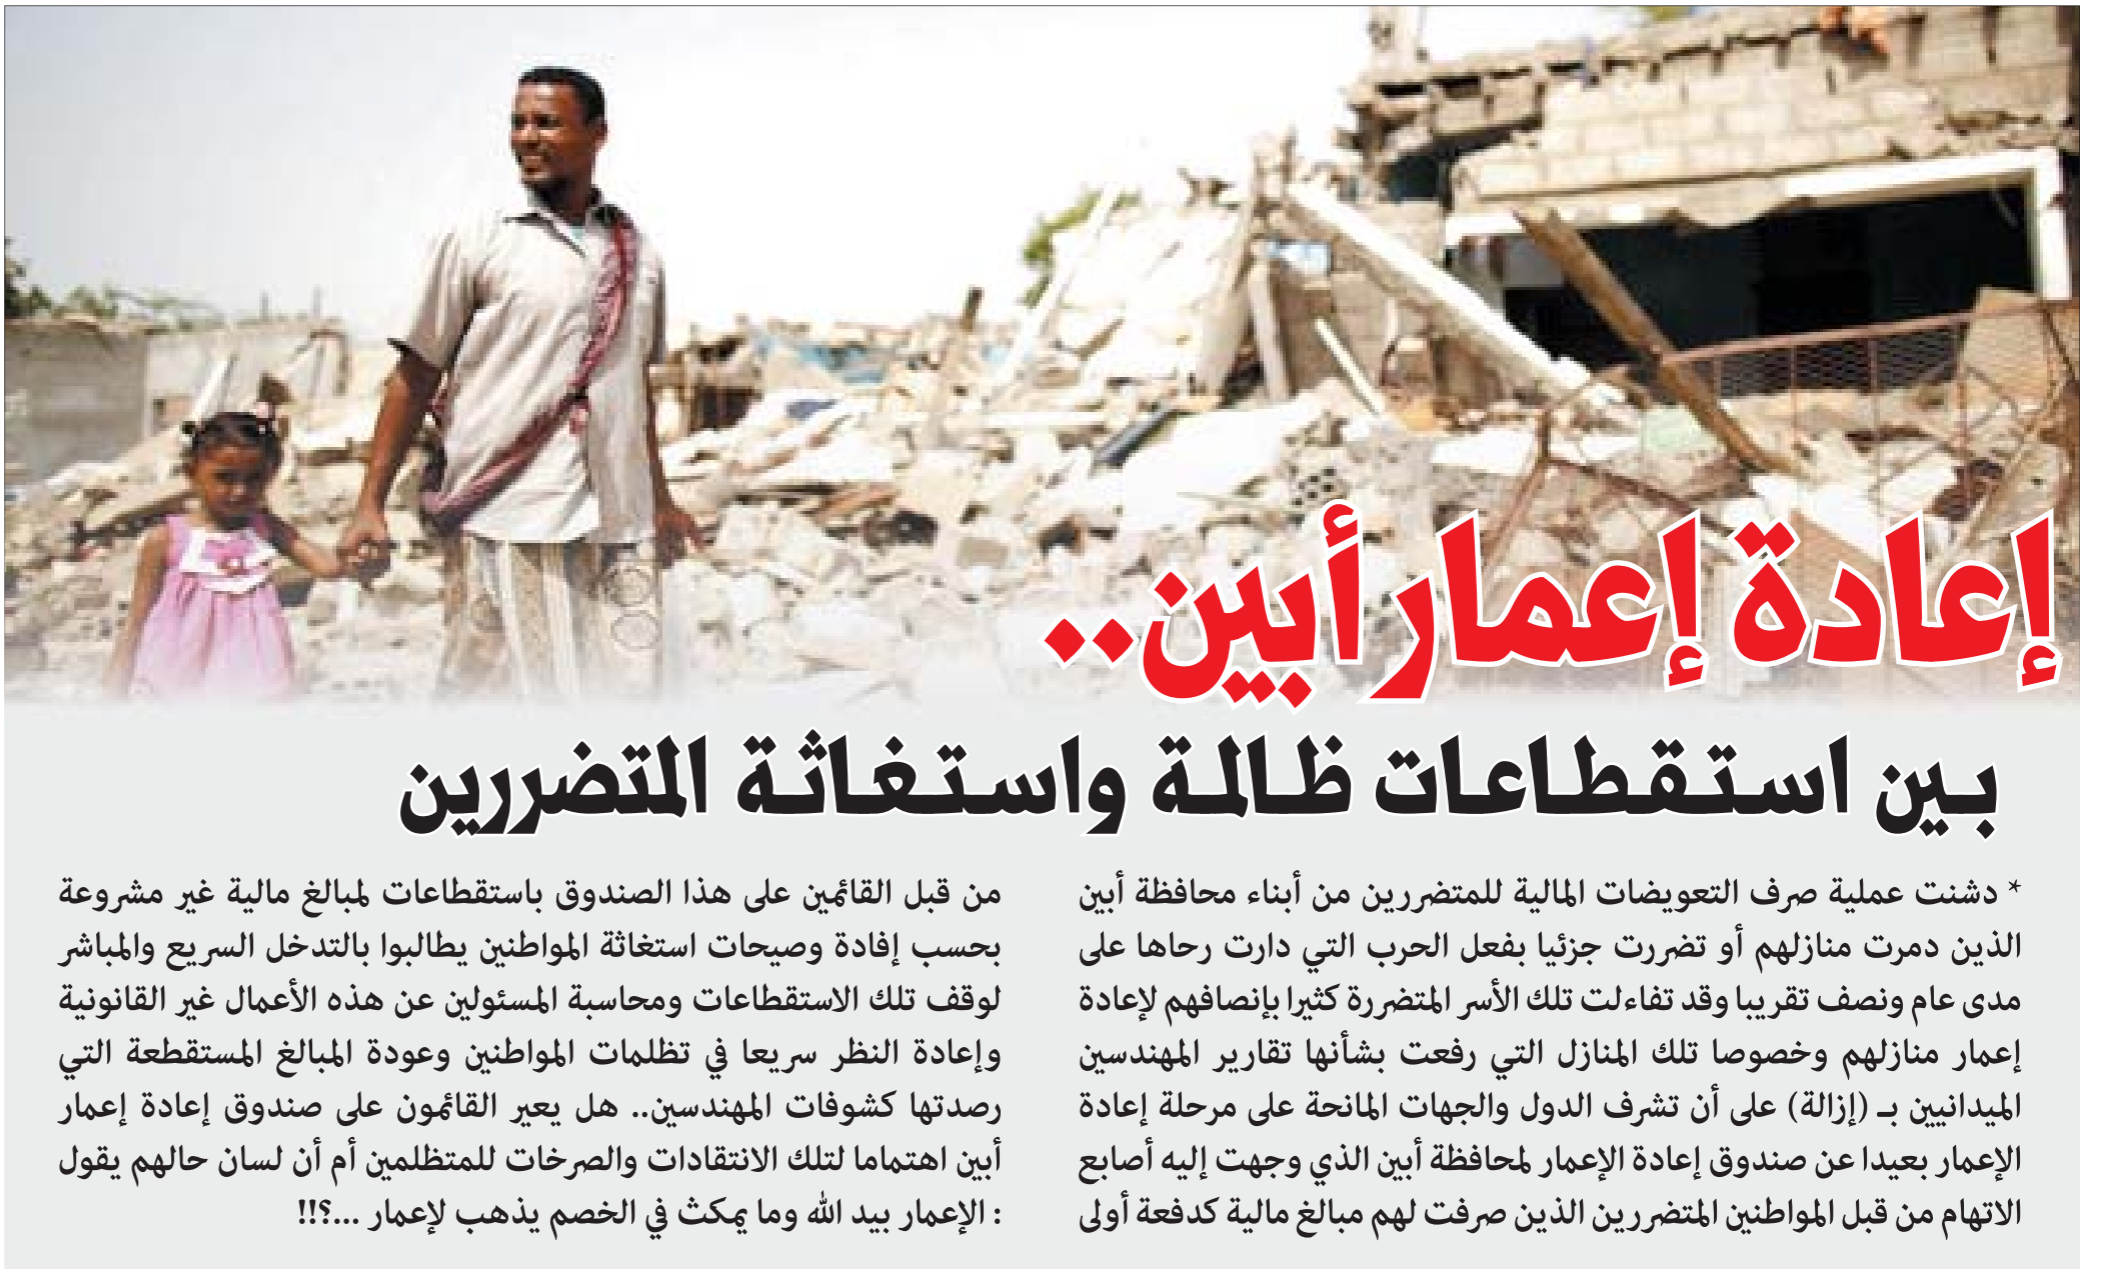 إعادة إعمار أبين..
بين استقطاعات ظالمة واستغاثة المتضررين
* دشنت عملية صرف التعويضات المالية للمتضررين من أبناء محافظة أبين
الذين دمرت منازلهم أو تضررت جزئيا بفعل الحرب التي دارت رحاها على
مدى عام ونصف تقريبا وقد تفاءلت تلك الأسر المتضررة كثيرا بإنصافهم لإعادة
إعمار منازلهم وخصوصا تلك المنازل التي رفعت بشأنها تقارير المهندسين
الميدانيين بـ (إزالة) على أن تشرف الدول والجهات المانحة على مرحلة إعادة
الإعمار بعيدا عن صندوق إعادة الإعمار لمحافظة أبين الذي وجهت إليه أصابع
الاتهام من قبل المواطنين المتضررين الذين صرفت لهم مبالغ مالية كدفعة أولى
من قبل القائمين على هذا الصندوق باستقطاعات لمبالغ مالية غير مشروعة
بحسب إفادة وصيحات استغاثة المواطنين يطالبوا بالتدخل السريع والمباشر
لوقف تلك الاستقطاعات ومحاسبة المسئولين عن هذه الأعمال غير القانونية
وإعادة النظر سريعا في تظلمات المواطنين وعودة المبالغ المستقطعة التي
رصدتها كشوفات المهندسين.. هل يعير القائمون على صندوق إعادة إعمار
أبين اهتماما لتلك الانتقادات والصرخات للمتظلمين أم أن لسان حالهم يقول
: الإعمار بيد الله وما يمكث في الخصم يذهب لإعمار ...؟!!